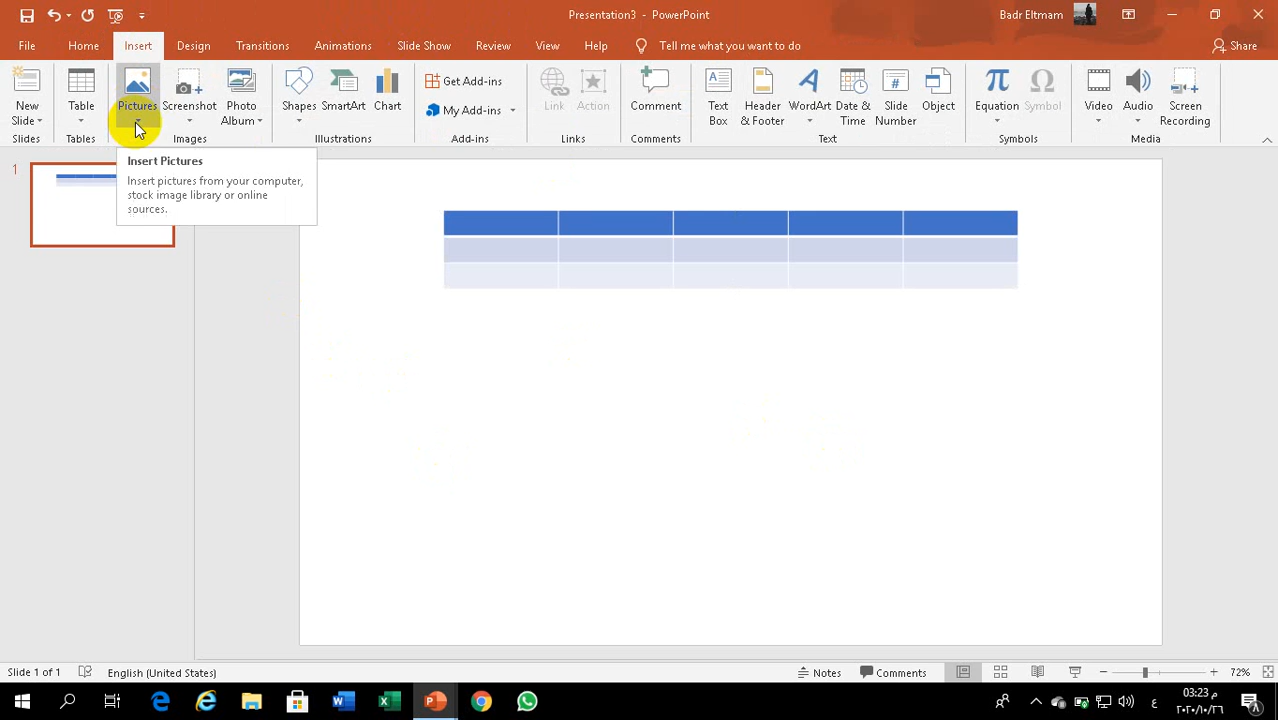 Presentation3 - PowerPoint
Badr Eltmam
File Home Insert Design Transitions Animations Slide Show Review View Help Tell me what you want to do Share
New Slide
Slides
Table
Tables
Pictures
Screenshot
Photo Album
Images
Shapes
SmartArt
Chart
Illustrations
Get Add-ins
My Add-ins
Add-ins
Link
Action
Links
Comment
Comments
Text Box
Header & Footer
WordArt
Date & Time
Slide Number
Object
Text
Equation
Symbol
Symbols
Video
Audio
Screen Recording
Media
1
Insert Pictures
Insert pictures from your computer,
stock image library or online
sources.
Slide 1 of 1 English (United States) Notes Comments 72%
ع
03:23 م
٢٠٢٠/١٠/٢٦